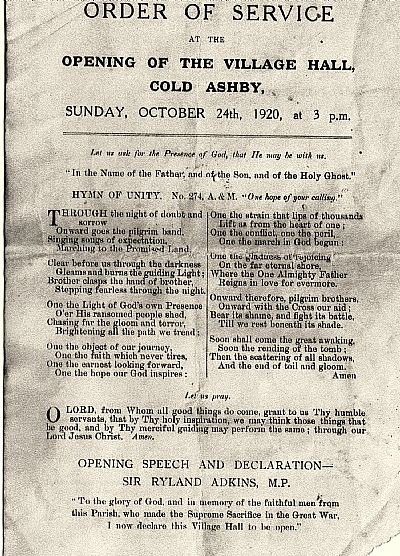 ORDER OF SERVICE
AT THE
OPENING OF THE VILLAGE HALL,
COLD ASHBY,
SUNDAY, OCTOBER 24th, 1920, at 3 p.m.
Let us ask for the Presence of God, that He may be with us.
"In the Name of the Father, and of the Son, and of the Holy Ghost."
HYMN OF UNITY. No. 274, A. & M. "One hope of your calling."
THROUGH the night of doubt and
sorrow
Onward goes the pilgrim band,
Singing songs of expectation,
Marching to the Promised Land.
Clear before us through the darkness
Gleams and burns the guiding Light;
Brother clasps the hand of brother,
Stepping fearless through the night.
One the Light of God's own Presence
O'er His ransomed people shed,
Chasing far the gloom and terror,
Brightening all the path we tread;
One the object of our journey,
One the faith which never tires,
One the earnest looking forward,
One the hope our God inspires:
One the strain that lips of thousands
Lift as from the heart of one;
One the conflict, one the peril,
One the march in God begun:
One the gladness of rejoicing
On the far eternal shore,
Where the One Almighty Father
Reigns in love for evermore.
Onward therefore, pilgrim brothers,
Onward with the Cross our aid;
Bear its shame, and fight its battle,
Till we rest beneath its shade.
Soon shall come the great awaking,
Soon the rending of the tomb;
Then the scattering of all shadows,
And the end of toil and gloom.
Amen
Let us pray.
O LORD, from Whom all good things do come, grant to us Thy humble
servants, that by Thy holy inspiration, we may think those things that
be good, and by Thy merciful guiding may perform the same; through our
Lord Jesus Christ. Amen.
OPENING SPEECH AND DECLARATION—
SIR RYLAND ADKINS, M.P.
"To the glory of God, and in memory of the faithful men from
this Parish, who made the Supreme Sacrifice in the Great War,
I now declare this Village Hall to be open."